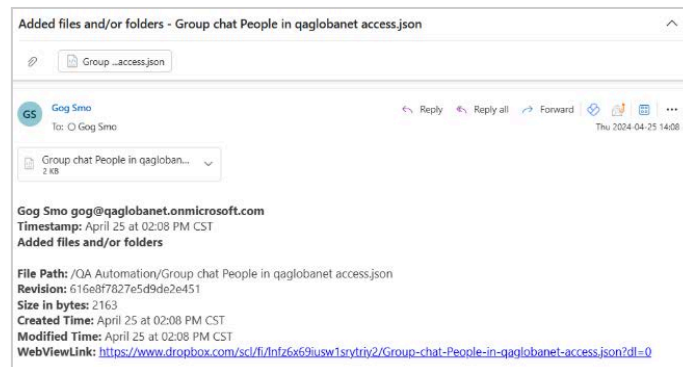 Added files and/or folders - Group chat People in qaglobanet access.json
Group ...access.json
GS
Gog Smo
Reply
Reply all
Forward
To: Gog Smo
Thu 2024-04-25 14:08
Group chat People in qagloban...
2 KB
Gog Smo gog@qaglobanet.onmicrosoft.com
Timestamp: April 25 at 02:08 PM CST
Added files and/or folders
File Path: /QA Automation/Group chat People in qaglobanet access.json
Revision: 616e8f7827e5d9de2e451
Size in bytes: 2163
Created Time: April 25 at 02:08 PM CST
Modified Time: April 25 at 02:08 PM CST
WebViewLink: https://www.dropbox.com/scl/fi/lnfz6x69iusw1srytriy2/Group-chat-People-in-qaglobanet-access.json?dl=0